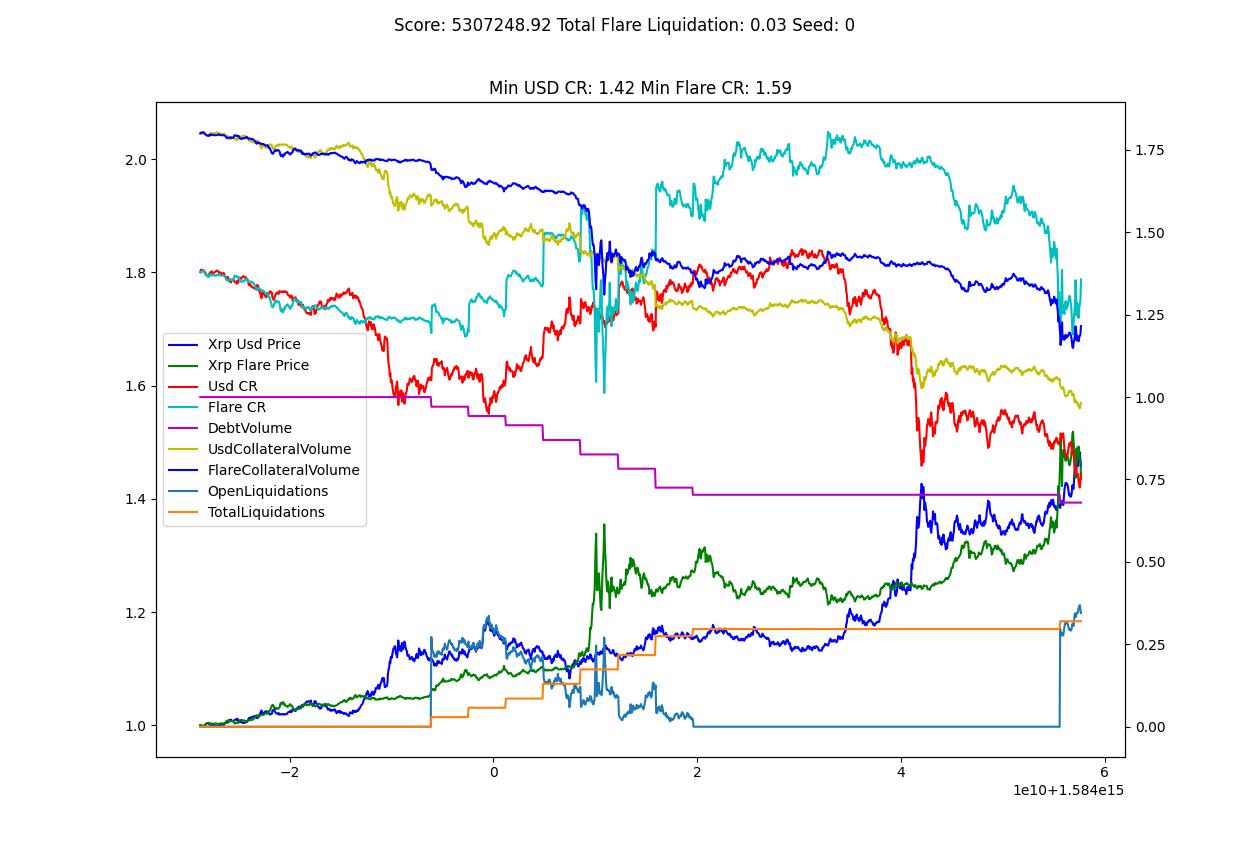 Score: 5307248.92 Total Flare Liquidation: 0.03 Seed: 0
Min USD CR: 1.42 Min Flare CR: 1.59
2.0
1.8
1.6
1.4
1.2
1.0
Xrp Usd Price
Xrp Flare Price
Usd CR
Flare CR
DebtVolume
UsdCollateralVolume
FlareCollateralVolume
OpenLiquidations
TotalLiquidations
1.75
1.50
1.25
1.00
0.75
0.50
0.25
0.00
−2 0 2 4 6
1e10+1.584e15